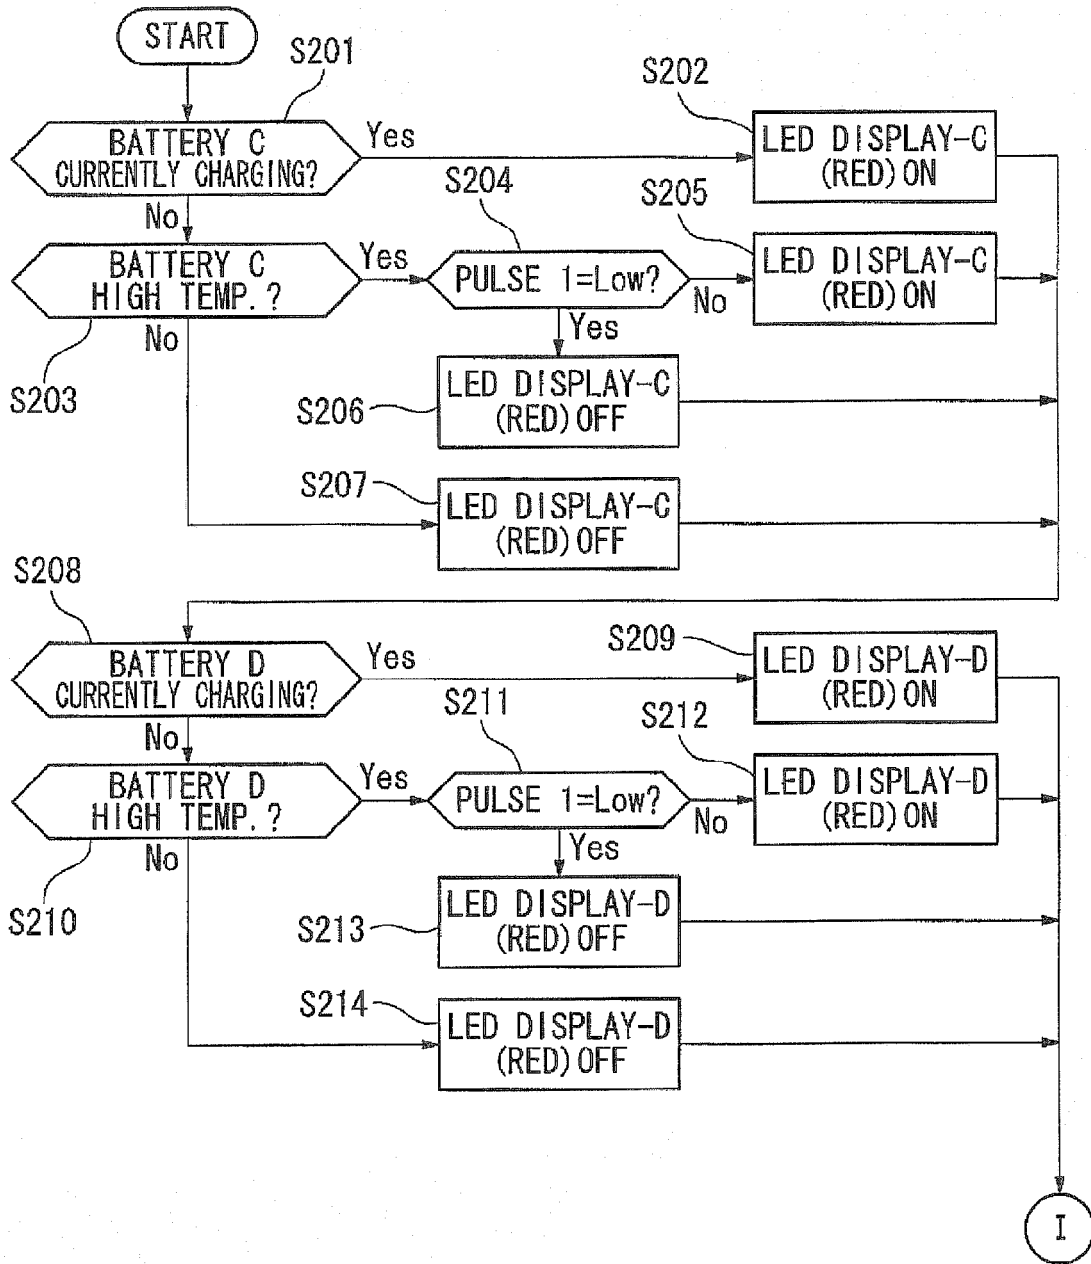 START
S201
BATTERY C
CURRENTLY CHARGING?
Yes
S202
LED DISPLAY-C
(RED)ON
No
S204
S205
BATTERY C
HIGH TEMP.?
Yes
PULSE 1=Low?
No
LED DISPLAY-C
(RED)ON
No
Yes
S203
S206
LED DISPLAY-C
(RED)OFF
S207
LED DISPLAY-C
(RED)OFF
S208
BATTERY D
CURRENTLY CHARGING?
Yes
S209
LED DISPLAY-D
(RED)ON
No
S211
S212
BATTERY D
HIGH TEMP.?
Yes
PULSE 1=Low?
No
LED DISPLAY-D
(RED)ON
No
Yes
S210
S213
LED DISPLAY-D
(RED)OFF
S214
LED DISPLAY-D
(RED)OFF
I